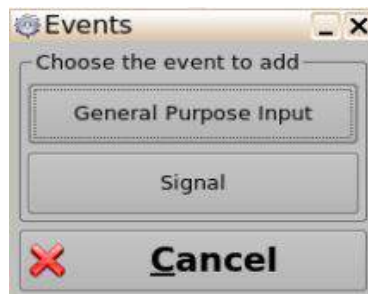 Events
Choose the event to add
General Purpose Input
Signal
Cancel